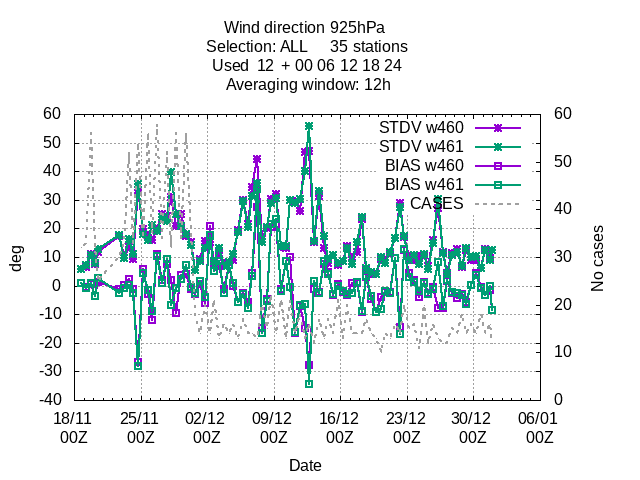 Wind direction 925hPa
Selection: ALL 35 stations
Used 12 + 00 06 12 18 24
Averaging window: 12h
STDV w460
STDV w461
BIAS w460
BIAS w461
CASES
deg
60
50
40
30
20
10
0
-10
-20
-30
-40
No cases
60
50
40
30
20
10
0
18/11 25/11 02/12 09/12 16/12 23/12 30/12 06/01
00Z 00Z 00Z 00Z 00Z 00Z 00Z 00Z
Date